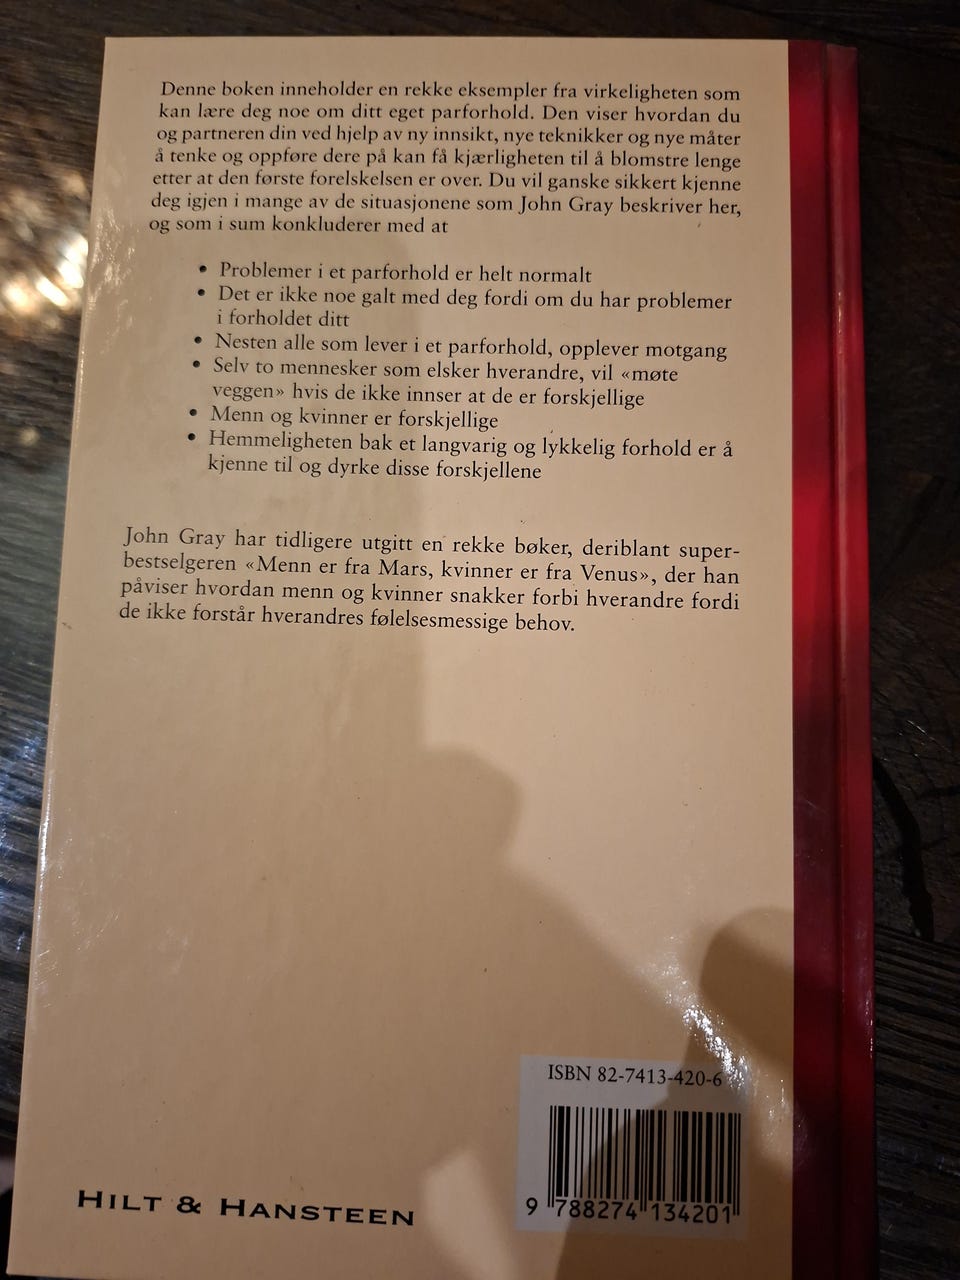 Denne boken inneholder en rekke eksempler fra virkeligheten som
kan lære deg noe om ditt eget parforhold. Den viser hvordan du
og partneren din ved hjelp av ny innsikt, nye teknikker og nye måter
å tenke og oppføre dere på kan få kjærligheten til å blomstre lenge
etter at den første forelskelsen er over. Du vil ganske sikkert kjenne
deg igjen i mange av de situasjonene som John Gray beskriver her,
og som i sum konkluderer med at
• Problemer i et parforhold er helt normalt
• Det er ikke noe galt med deg fordi om du har problemer
i forholdet ditt
• Nesten alle som lever i et parforhold, opplever motgang
• Selv to mennesker som elsker hverandre, vil «møte
veggen» hvis de ikke innser at de er forskjellige
• Menn og kvinner er forskjellige
• Hemmeligheten bak et langvarig og lykkelig forhold er å
kjenne til og dyrke disse forskjellene
John Gray har tidligere utgitt en rekke bøker, deriblant super-
bestselgeren «Menn er fra Mars, kvinner er fra Venus», der han
påviser hvordan menn og kvinner snakker forbi hverandre fordi
de ikke forstår hverandres følelsesmessige behov.
ISBN 82-7413-420-6
9 788274 134201
HILT & HANSTEEN